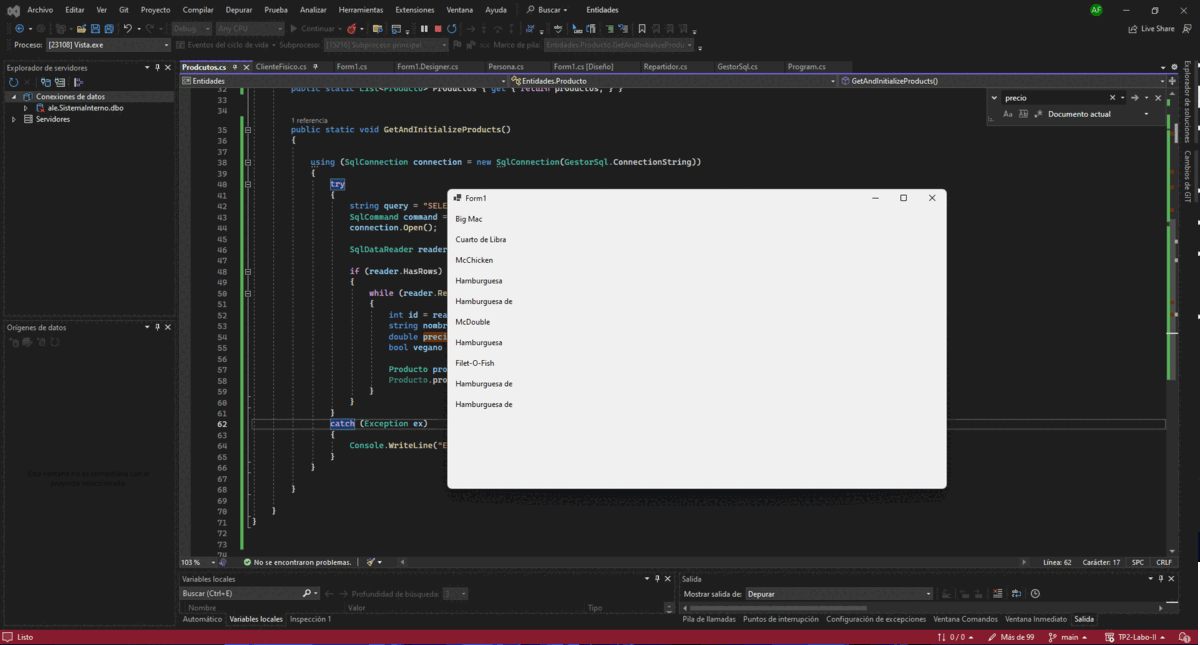 Archivo Editar Ver Git Proyecto Compilar Depurar Prueba Analizar Herramientas Extensiones Ventana Ayuda Buscar Entidades AF
Debug Any CPU Continuar Live Share
Proceso: [23108] Vista.exe Eventos del ciclo de vida Subproceso: [15216] Subproceso principal Marco de pila: Entidades.Producto.GetAndInitializeProducts
Explorador de servidores
Conexiones de datos
ale.SistemaInterno.dbo
Servidores
Orígenes de datos
Prodcutos.cs ClienteFisico.cs Form1.cs Form1.Designer.cs Persona.cs Form1.cs [Diseño] Repartidor.cs GestorSql.cs Program.cs
Entidades Entidades.Producto GetAndInitializeProducts()
precio
Aa Documento actual
Explorador de soluciones
Cambios de GIT
32 public static List<Producto> Productos { get { return productos; } }
33
34
1 referencia
35 public static void GetAndInitializeProducts()
36 {
37
38 using (SqlConnection connection = new SqlConnection(GestorSql.ConnectionString))
39 {
40 try
41 {
42 string query = "SELE
43 SqlCommand command =
44 connection.Open();
45
46 SqlDataReader reader
47
48 if (reader.HasRows)
49 {
50 while (reader.Re
51 {
52 int id = rea
53 string nombr
54 double preci
55 bool vegano
56
57 Producto pro
58 Producto.pro
59 }
60 }
61 }
62 catch (Exception ex)
63 {
64 Console.WriteLine("E
65 }
66 }
67
68 }
69
70 }
71 }
72
73
74
Form1
Big Mac
Cuarto de Libra
McChicken
Hamburguesa
Hamburguesa de
McDouble
Hamburguesa
Filet-O-Fish
Hamburguesa de
Hamburguesa de
103 % No se encontraron problemas. Línea: 62 Carácter: 17 SPC CRLF
Variables locales
Buscar (Ctrl+E) Profundidad de búsqueda: 3
Nombre Valor Tipo
Automático Variables locales Inspección 1
Salida
Mostrar salida de: Depurar
Pila de llamadas Puntos de interrupción Configuración de excepciones Ventana Comandos Ventana Inmediato Salida
Listo 0 / 0 Más de 99 main TP2-Labo-II